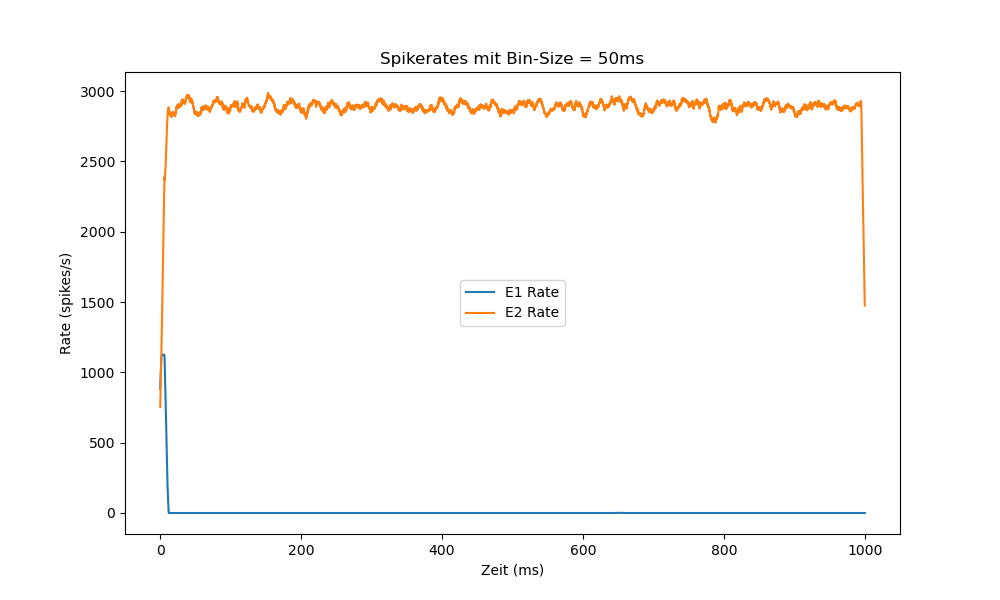 Spikerates mit Bin-Size = 50ms
3000
2500
2000
1500
1000
500
0
Rate (spikes/s)
E1 Rate
E2 Rate
0 200 400 600 800 1000
Zeit (ms)